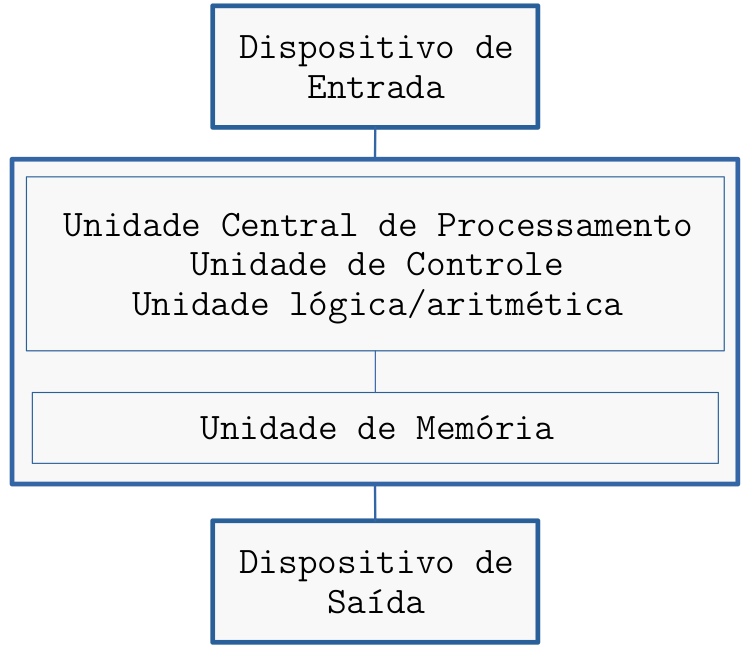 Dispositivo de
Entrada
Unidade Central de Processamento
Unidade de Controle
Unidade lógica/aritmética
Unidade de Memória
Dispositivo de
Saída